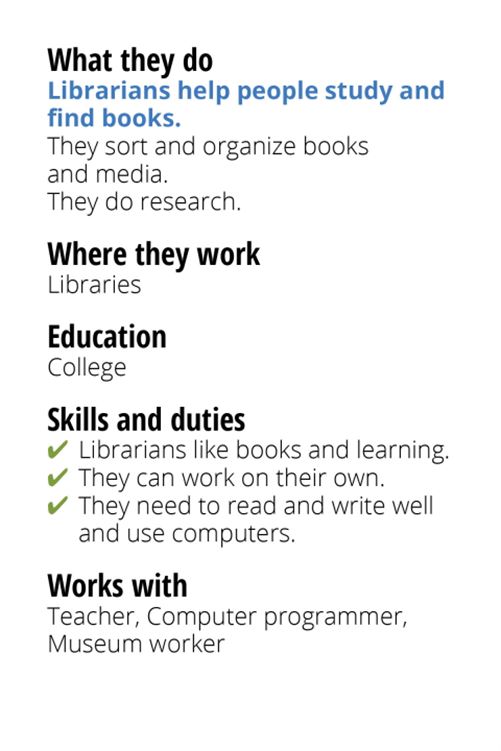 What they do
Librarians help people study and
find books.
They sort and organize books
and media.
They do research.
Where they work
Libraries
Education
College
Skills and duties
✔ Librarians like books and learning.
✔ They can work on their own.
✔ They need to read and write well
and use computers.
Works with
Teacher, Computer programmer,
Museum worker